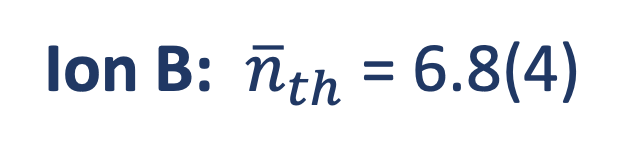 Ion B: n̅ₜₕ = 6.8(4)